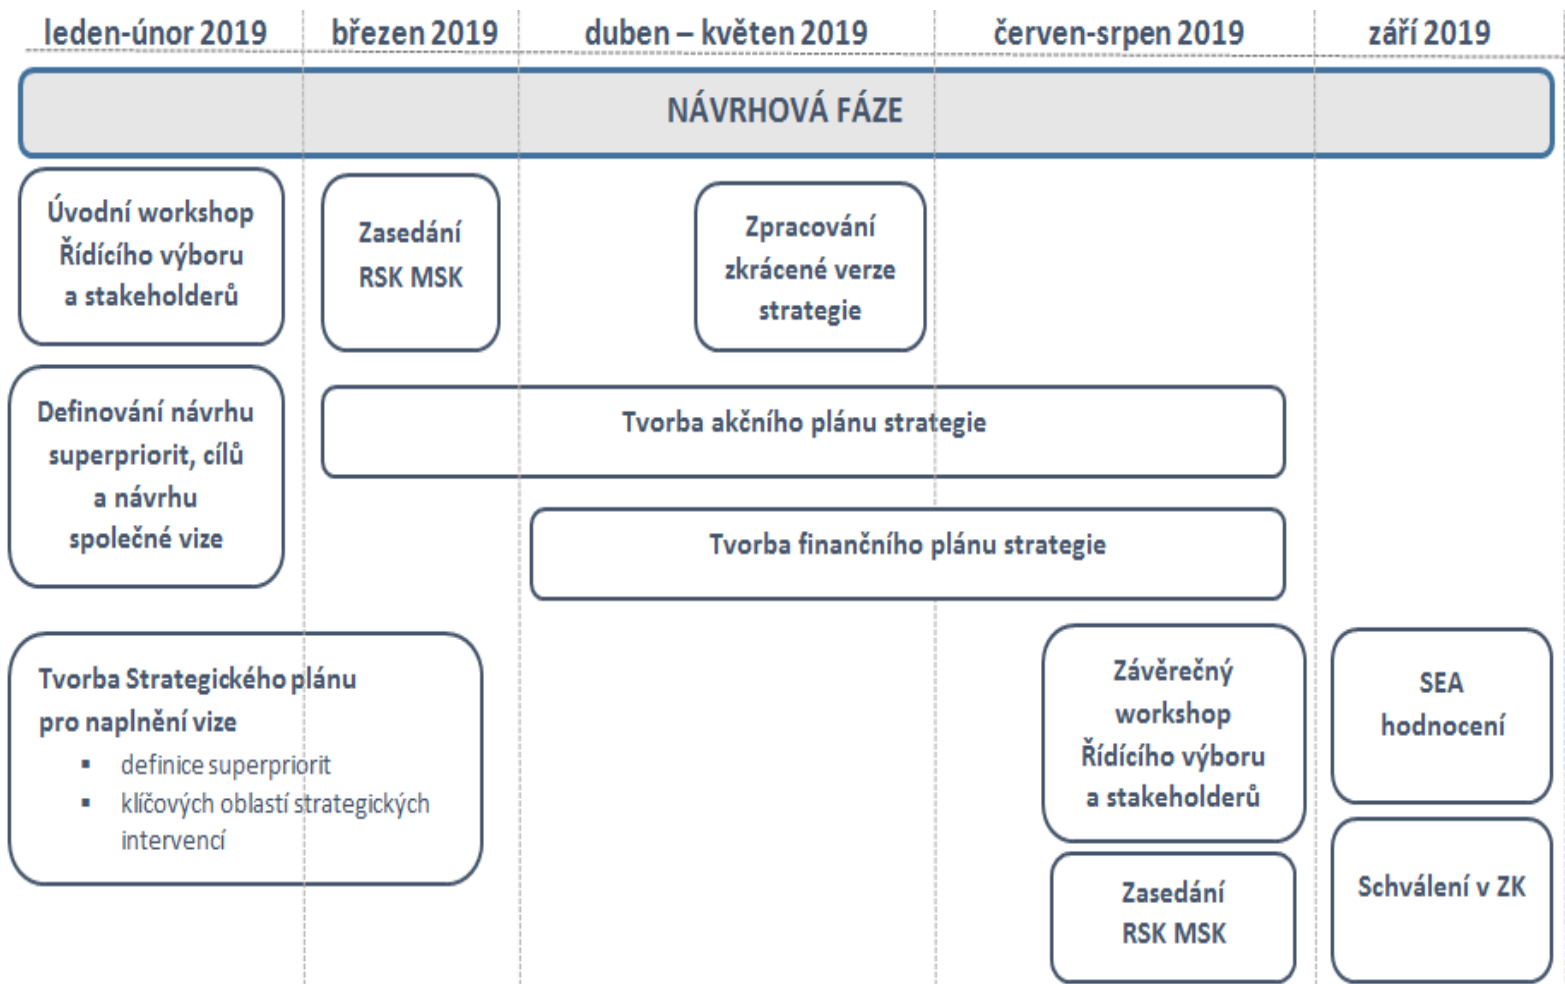 leden-únor 2019
březen 2019
duben – květen 2019
červen-srpen 2019
září 2019
NÁVRHOVÁ FÁZE
Úvodní workshop
Řídícího výboru
a stakeholderů
Zasedání
RSK MSK
Zpracování
zkrácené verze
strategie
Definování návrhu
superpriorit, cílů
a návrhu
společné vize
Tvorba akčního plánu strategie
Tvorba finančního plánu strategie
Tvorba Strategického plánu
pro naplnění vize
▪ definice superpriorit
▪ klíčových oblastí strategických
intervencí
Závěrečný
workshop
Řídícího výboru
a stakeholderů
SEA
hodnocení
Zasedání
RSK MSK
Schválení v ZK